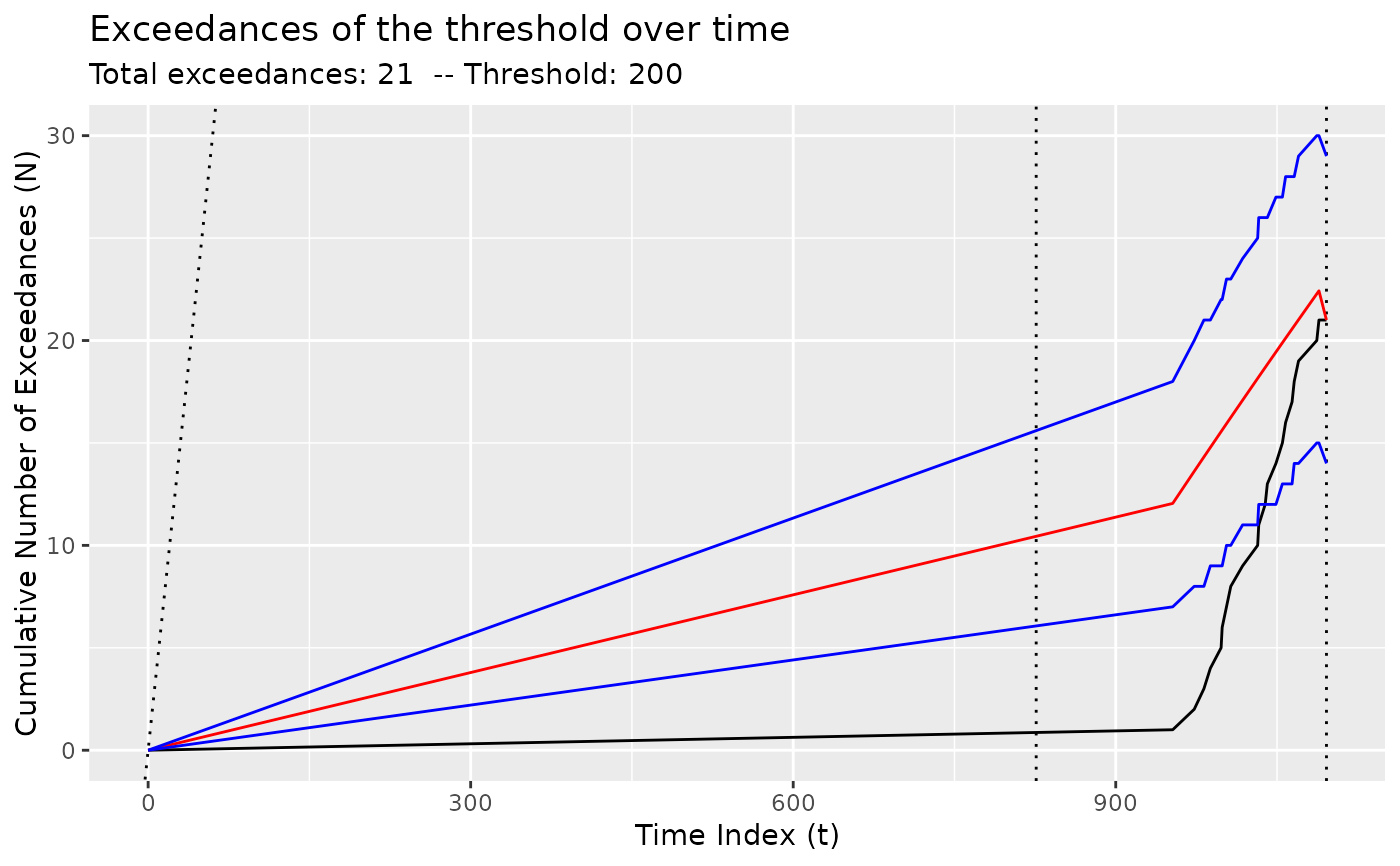 Exceedances of the threshold over time
Total exceedances: 21 -- Threshold: 200
Cumulative Number of Exceedances (N)
30
20
10
0
0 300 600 900
Time Index (t)